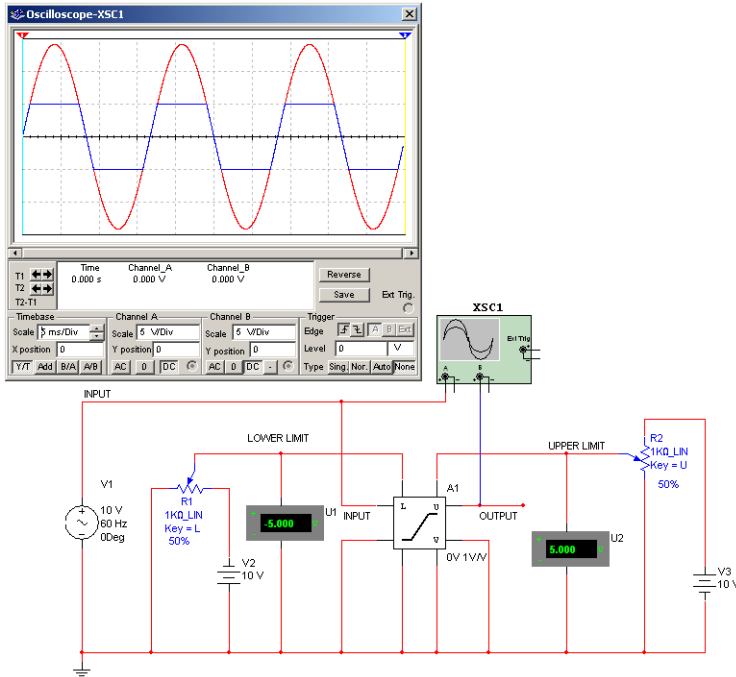 Oscilloscope-XSC1
Time Channel_A Channel_B
T1 0.000 s 0.000 V 0.000 V
T2
T2-T1
Reverse
Save
Ext Trig.
Timebase
Scale 5 ms/Div
X position 0
Y/T Add B/A A/B
Channel A
Scale 5 V/Div
Y position 0
AC 0 DC
Channel B
Scale 5 V/Div
Y position 0
AC 0 DC -
Trigger
Edge A B Ext
Level 0 V
Type Sing. Nor. Auto None
XSC1
Ext Trig
A B
INPUT
LOWER LIMIT
UPPER LIMIT
V1
10 V
60 Hz
0Deg
R1
1KΩ_LIN
Key = L
50%
V2
10 V
-5.000 V
U1
INPUT
A1
L U
0V 1V/V
OUTPUT
5.000
U2
R2
1KΩ_LIN
Key = U
50%
V3
10 V